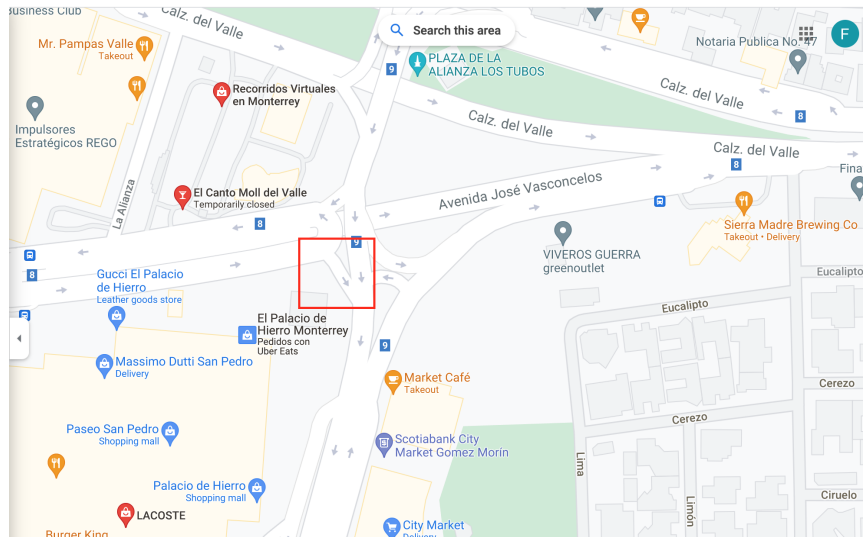 Business Club
Calz. del Valle
Search this area
F
Mr. Pampas Valle
Takeout
9
PLAZA DE LA
ALIANZA LOS TUBOS
Notaria Publica No. 47
Recorridos Virtuales
en Monterrey
Calz. del Valle
8
Impulsores
Estratégicos REGO
Calz. del Valle
Calz. del Valle
8
Fina
La Alianza
El Canto Moll del Valle
Temporarily closed
Avenida José Vasconcelos
8
Sierra Madre Brewing Co
Takeout • Delivery
9
VIVEROS GUERRA
greenoutlet
8
Gucci El Palacio
de Hierro
Leather goods store
Eucalipto
Eucalipto
El Palacio de
Hierro Monterrey
Pedidos con
Uber Eats
9
Massimo Dutti San Pedro
Delivery
Market Café
Takeout
Cerezo
Cerezo
Paseo San Pedro
Shopping mall
Scotiabank City
Market Gomez Morín
Lima
Palacio de Hierro
Shopping mall
Limón
Ciruelo
LACOSTE
Burger King
City Market
Delivery